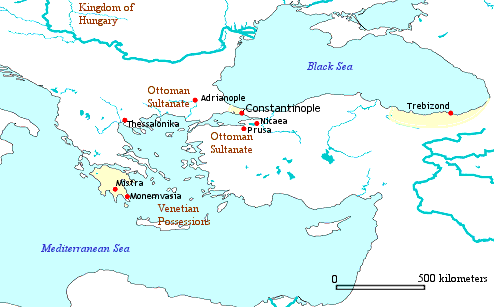 Kingdom of
Hungary
Black Sea
Ottoman
Sultanate
Adrianople
Constantinople
Trebizond
Thessalonika
Nicaea
Prusa
Ottoman
Sultanate
Mistra
Monemvasia
Venetian
Possessions
Mediterranean Sea
0
500 kilometers